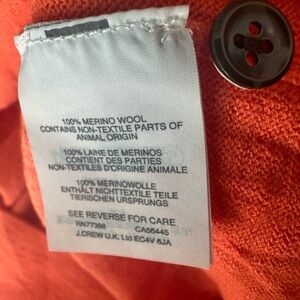 100% MERINO WOOL
CONTAINS NON-TEXTILE PARTS OF
ANIMAL ORIGIN
100% LAINE DE MERINOS
CONTIENT DES PARTIES
NON-TEXTILES D'ORIGINE ANIMALE
100% MERINOWOLLE
ENTHÄLT NICHTTEXTILE TEILE
TIERISCHEN URSPRUNGS
SEE REVERSE FOR CARE
RN77388 CA56445
J.CREW U.K. Ltd EC4V 6JA